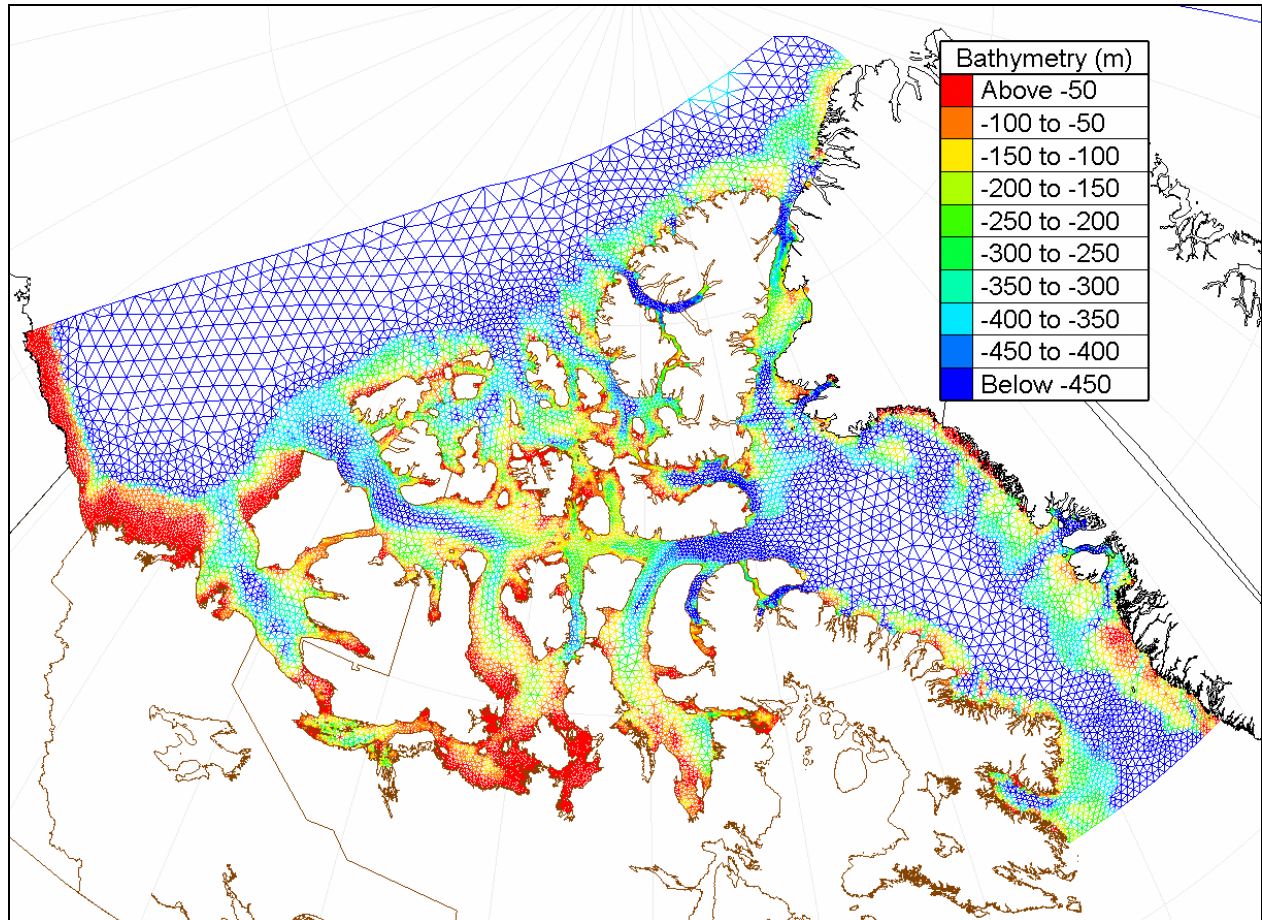 Bathymetry (m)
Above -50
-100 to -50
-150 to -100
-200 to -150
-250 to -200
-300 to -250
-350 to -300
-400 to -350
-450 to -400
Below -450